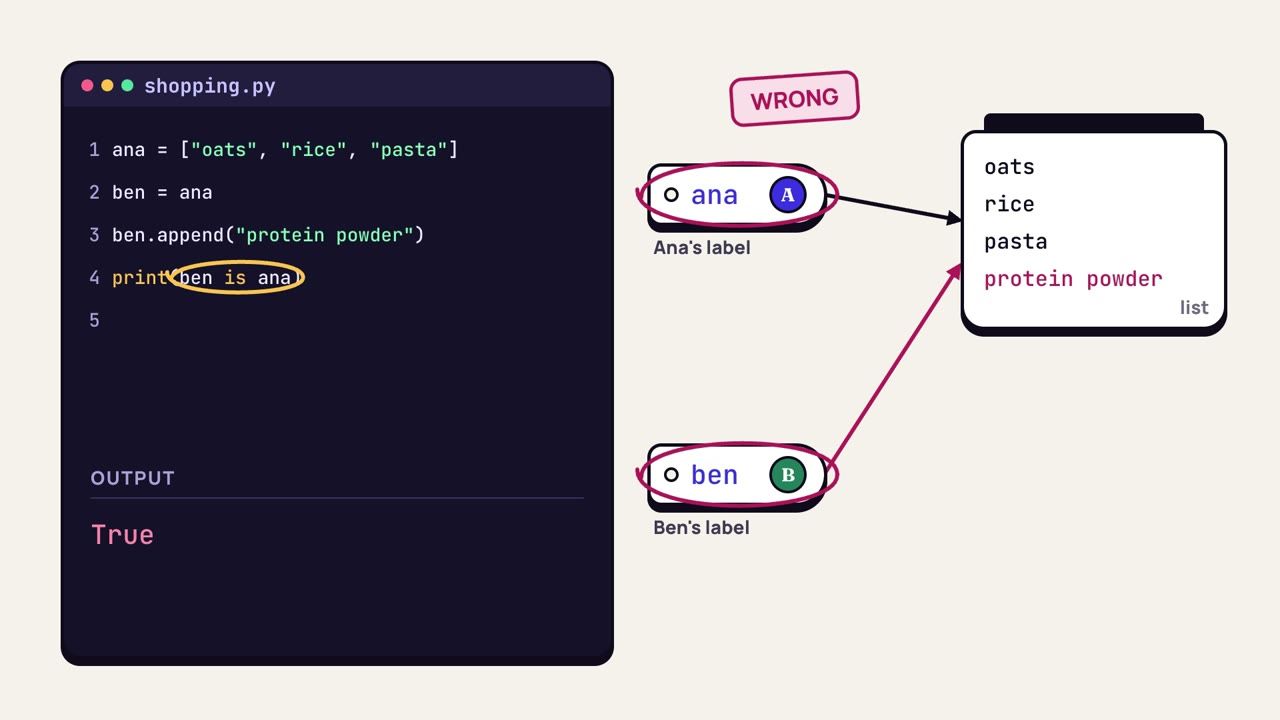 shopping.py
1 ana = ["oats", "rice", "pasta"]
2 ben = ana
3 ben.append("protein powder")
4 print(ben is ana)
5
OUTPUT
True
WRONG
ana A
Ana's label
ben B
Ben's label
oats
rice
pasta
protein powder
list